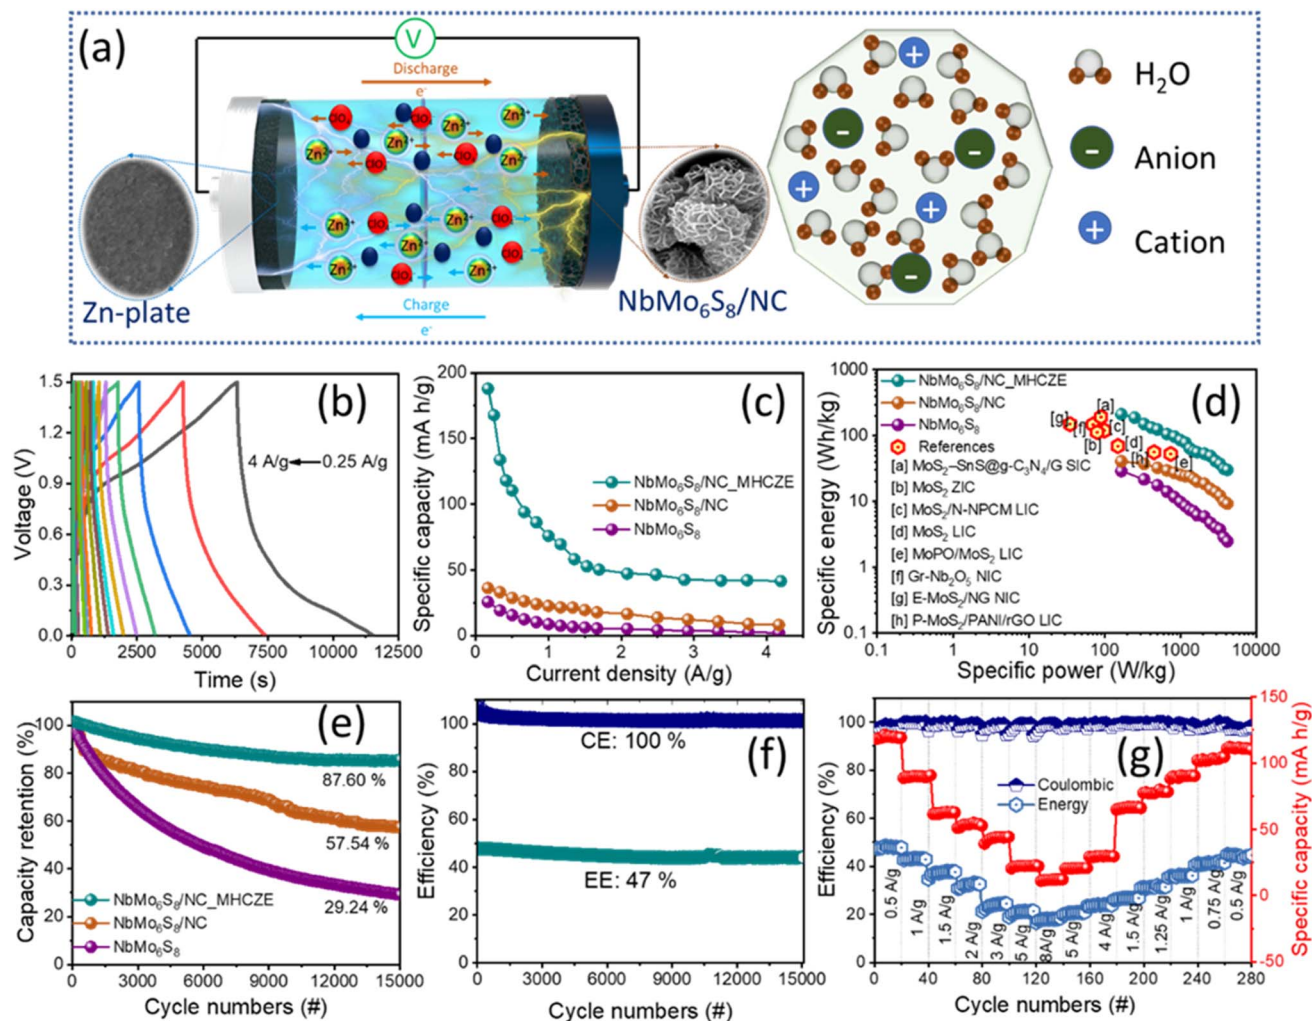 (a)
V
Discharge
e⁻
Zn²⁺
ClO₄
Zn-plate
Charge
e⁻
NbMo₆S₈/NC
H₂O
Anion
Cation
(b)
1.5
1.2
0.9
0.6
0.3
0.0
Voltage (V)
4 A/g 0.25 A/g
0 2500 5000 7500 10000 12500
Time (s)
(c)
200
150
100
50
0
Specific capacity (mA h/g)
NbMo₆S₈/NC_MHCZE
NbMo₆S₈/NC
NbMo₆S₈
0 1 2 3 4
Current density (A/g)
(d)
1000
100
10
1
0.1
Specific energy (Wh/kg)
NbMo₆S₈/NC_MHCZE
NbMo₆S₈/NC
NbMo₆S₈
References
[a] MoS₂–SnS@g-C₃N₄/G SIC
[b] MoS₂ ZIC
[c] MoS₂/N-NPCM LIC
[d] MoS₂ LIC
[e] MoPO/MoS₂ LIC
[f] Gr-Nb₂O₅ NIC
[g] E-MoS₂/NG NIC
[h] P-MoS₂/PANI/rGO LIC
[a]
[g]
[f]
[c]
[b]
[d]
[h]
[e]
0.1 1 10 100 1000 10000
Specific power (W/kg)
(e)
100
80
60
40
20
0
Capacity retention (%)
87.60 %
57.54 %
29.24 %
NbMo₆S₈/NC_MHCZE
NbMo₆S₈/NC
NbMo₆S₈
0 3000 6000 9000 12000 15000
Cycle numbers (#)
(f)
100
80
60
40
20
0
Efficiency (%)
CE: 100 %
EE: 47 %
0 3000 6000 9000 12000 15000
Cycle numbers (#)
(g)
100
80
60
40
20
0
Efficiency (%)
Coulombic
Energy
0.5 A/g
1 A/g
1.5 A/g
2 A/g
3 A/g
5 A/g
8A/g
5 A/g
4 A/g
1.5 A/g
1.25 A/g
1 A/g
0.75 A/g
0.5 A/g
150
100
50
0
-50
Specific capacity (mA h/g)
0 40 80 120 160 200 240 280
Cycle numbers (#)